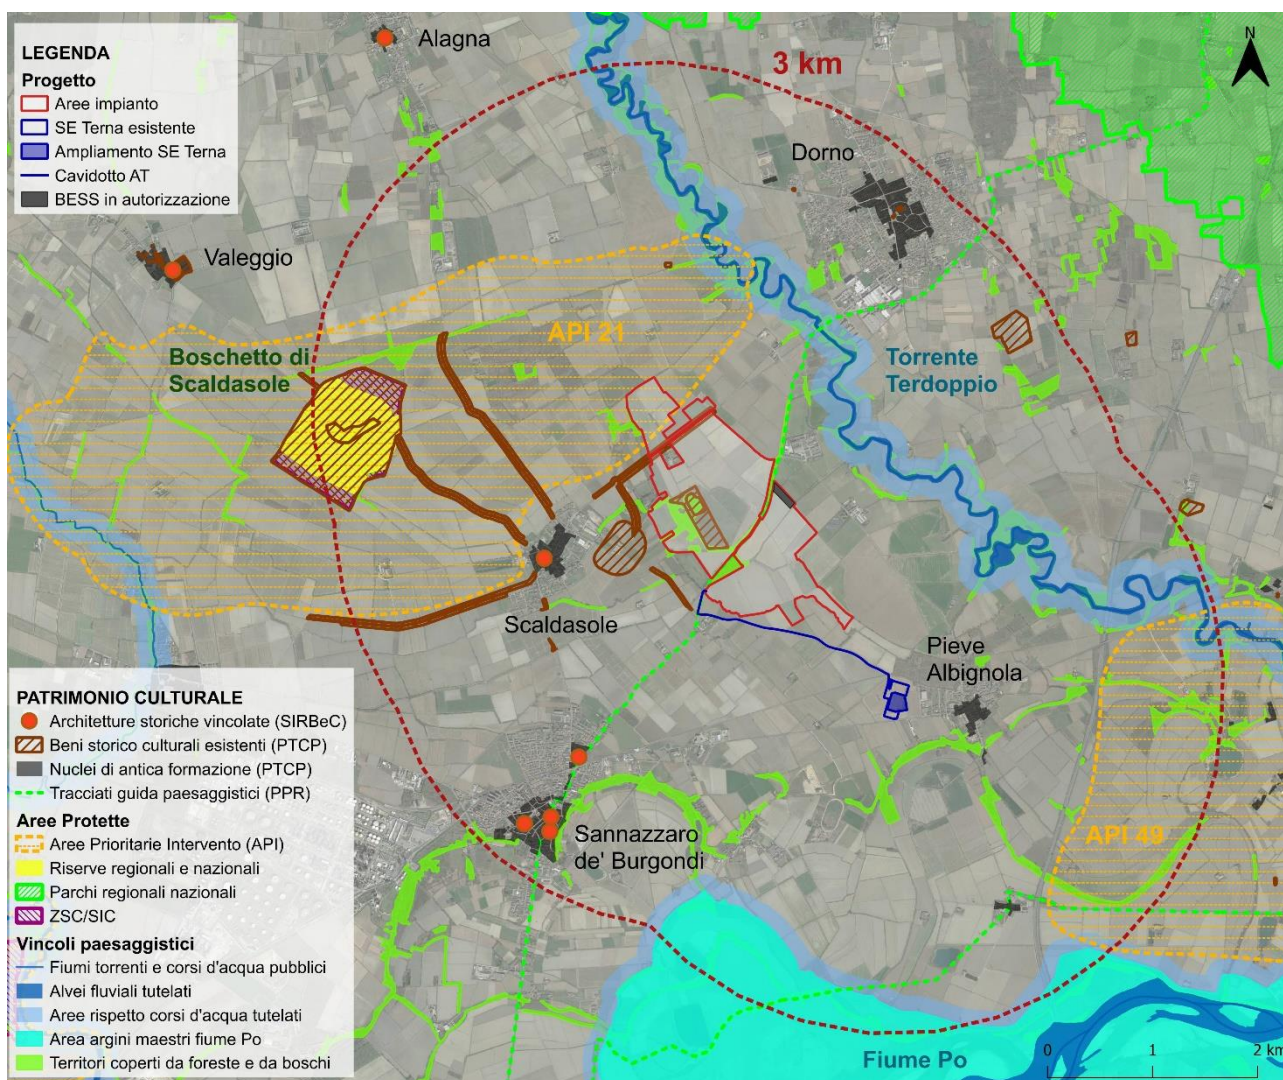 LEGENDA
Progetto
Aree impianto
SE Terna esistente
Ampliamento SE Terna
Cavidotto AT
BESS in autorizzazione
Alagna
3 km
N
Dorno
Valeggio
API 21
Boschetto di
Scaldasole
Torrente
Terdoppio
Scaldasole
Pieve
Albignola
PATRIMONIO CULTURALE
Architetture storiche vincolate (SIRBeC)
Beni storico culturali esistenti (PTCP)
Nuclei di antica formazione (PTCP)
Tracciati guida paesaggistici (PPR)
Aree Protette
Aree Prioritarie Intervento (API)
Riserve regionali e nazionali
Parchi regionali nazionali
ZSC/SIC
Vincoli paesaggistici
Fiumi torrenti e corsi d'acqua pubblici
Alvei fluviali tutelati
Aree rispetto corsi d'acqua tutelati
Area argini maestri fiume Po
Territori coperti da foreste e da boschi
Sannazzaro
de' Burgondi
API 49
Fiume Po
0 1 2 km